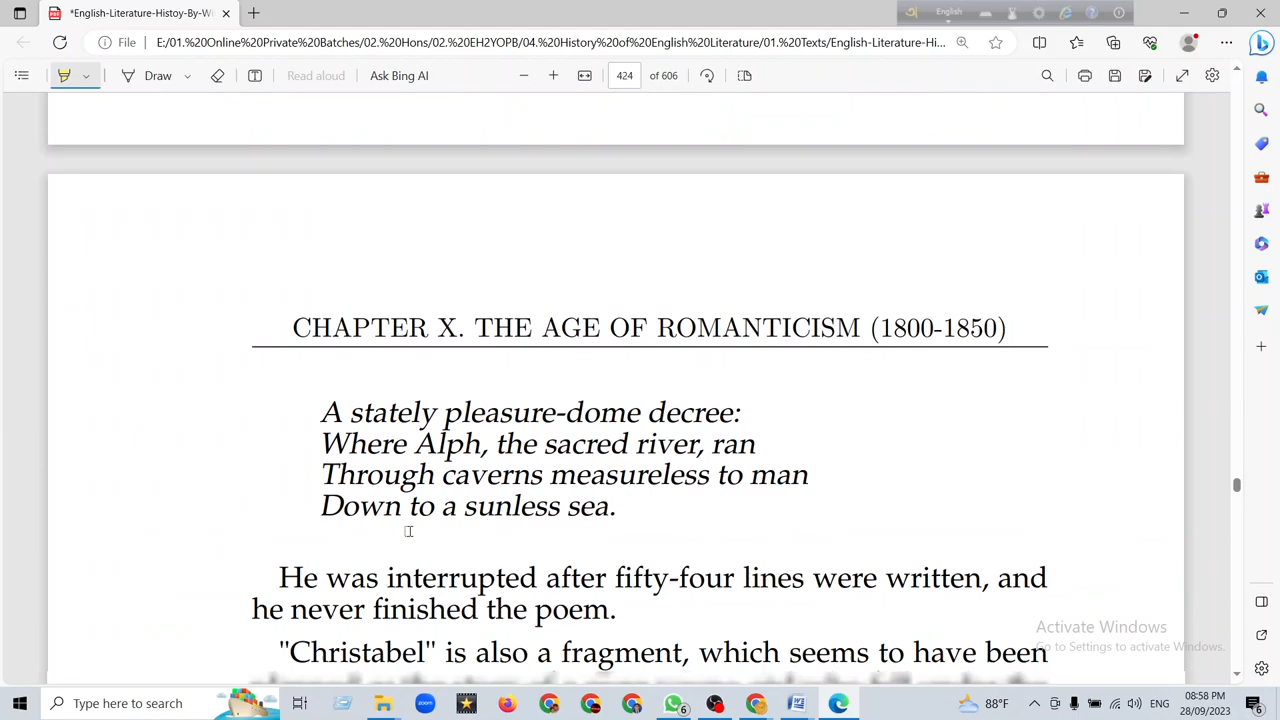 *English-Literature-Histoy-By-W
English
File
E:/01.%20Online%20Private%20Batches/02.%20Hons/02.%20EH2YOPB/04.%20History%20of%20English%20Literature/01.%20Texts/English-Literature-Hi...
Draw
Read aloud
Ask Bing AI
424 of 606
CHAPTER X. THE AGE OF ROMANTICISM (1800-1850)
A stately pleasure-dome decree:
Where Alph, the sacred river, ran
Through caverns measureless to man
Down to a sunless sea.
He was interrupted after fifty-four lines were written, and
he never finished the poem.
"Christabel" is also a fragment, which seems to have been
Activate Windows
Go to Settings to activate Windows.
Type here to search
zoom
6
88°F
ENG
08:58 PM
28/09/2023
6